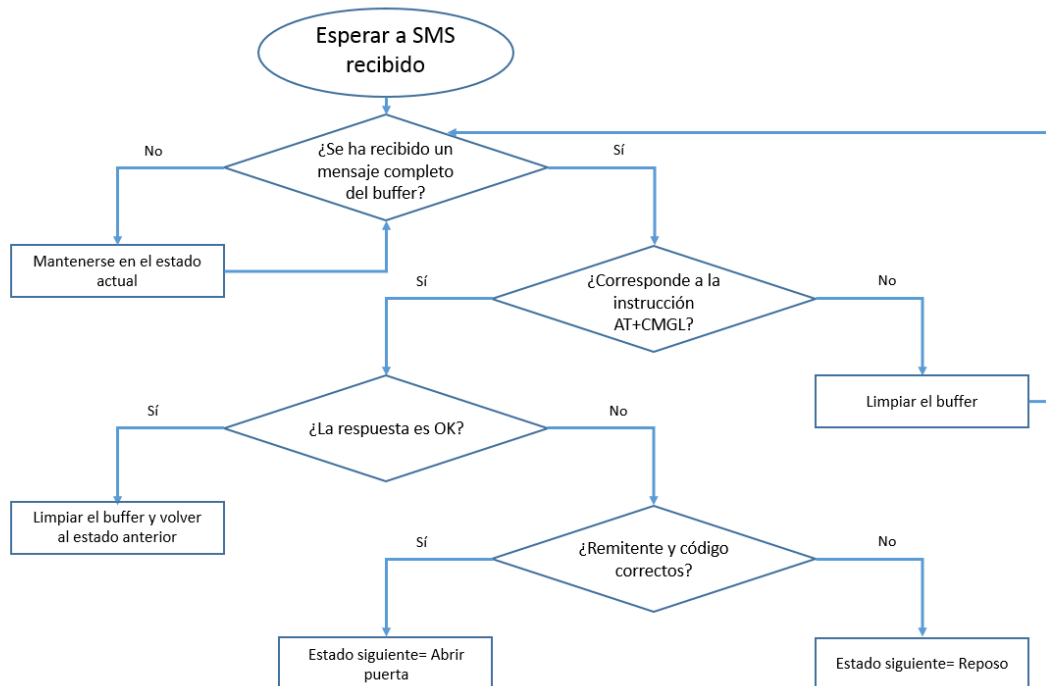 Esperar a SMS
recibido
No
¿Se ha recibido un
mensaje completo
del buffer?
Sí
Mantenerse en el estado
actual
Sí
¿Corresponde a la
instrucción
AT+CMGL?
No
Limpiar el buffer
Sí
¿La respuesta es OK?
No
Limpiar el buffer y volver
al estado anterior
Sí
¿Remitente y código
correctos?
No
Estado siguiente= Abrir
puerta
Estado siguiente= Reposo